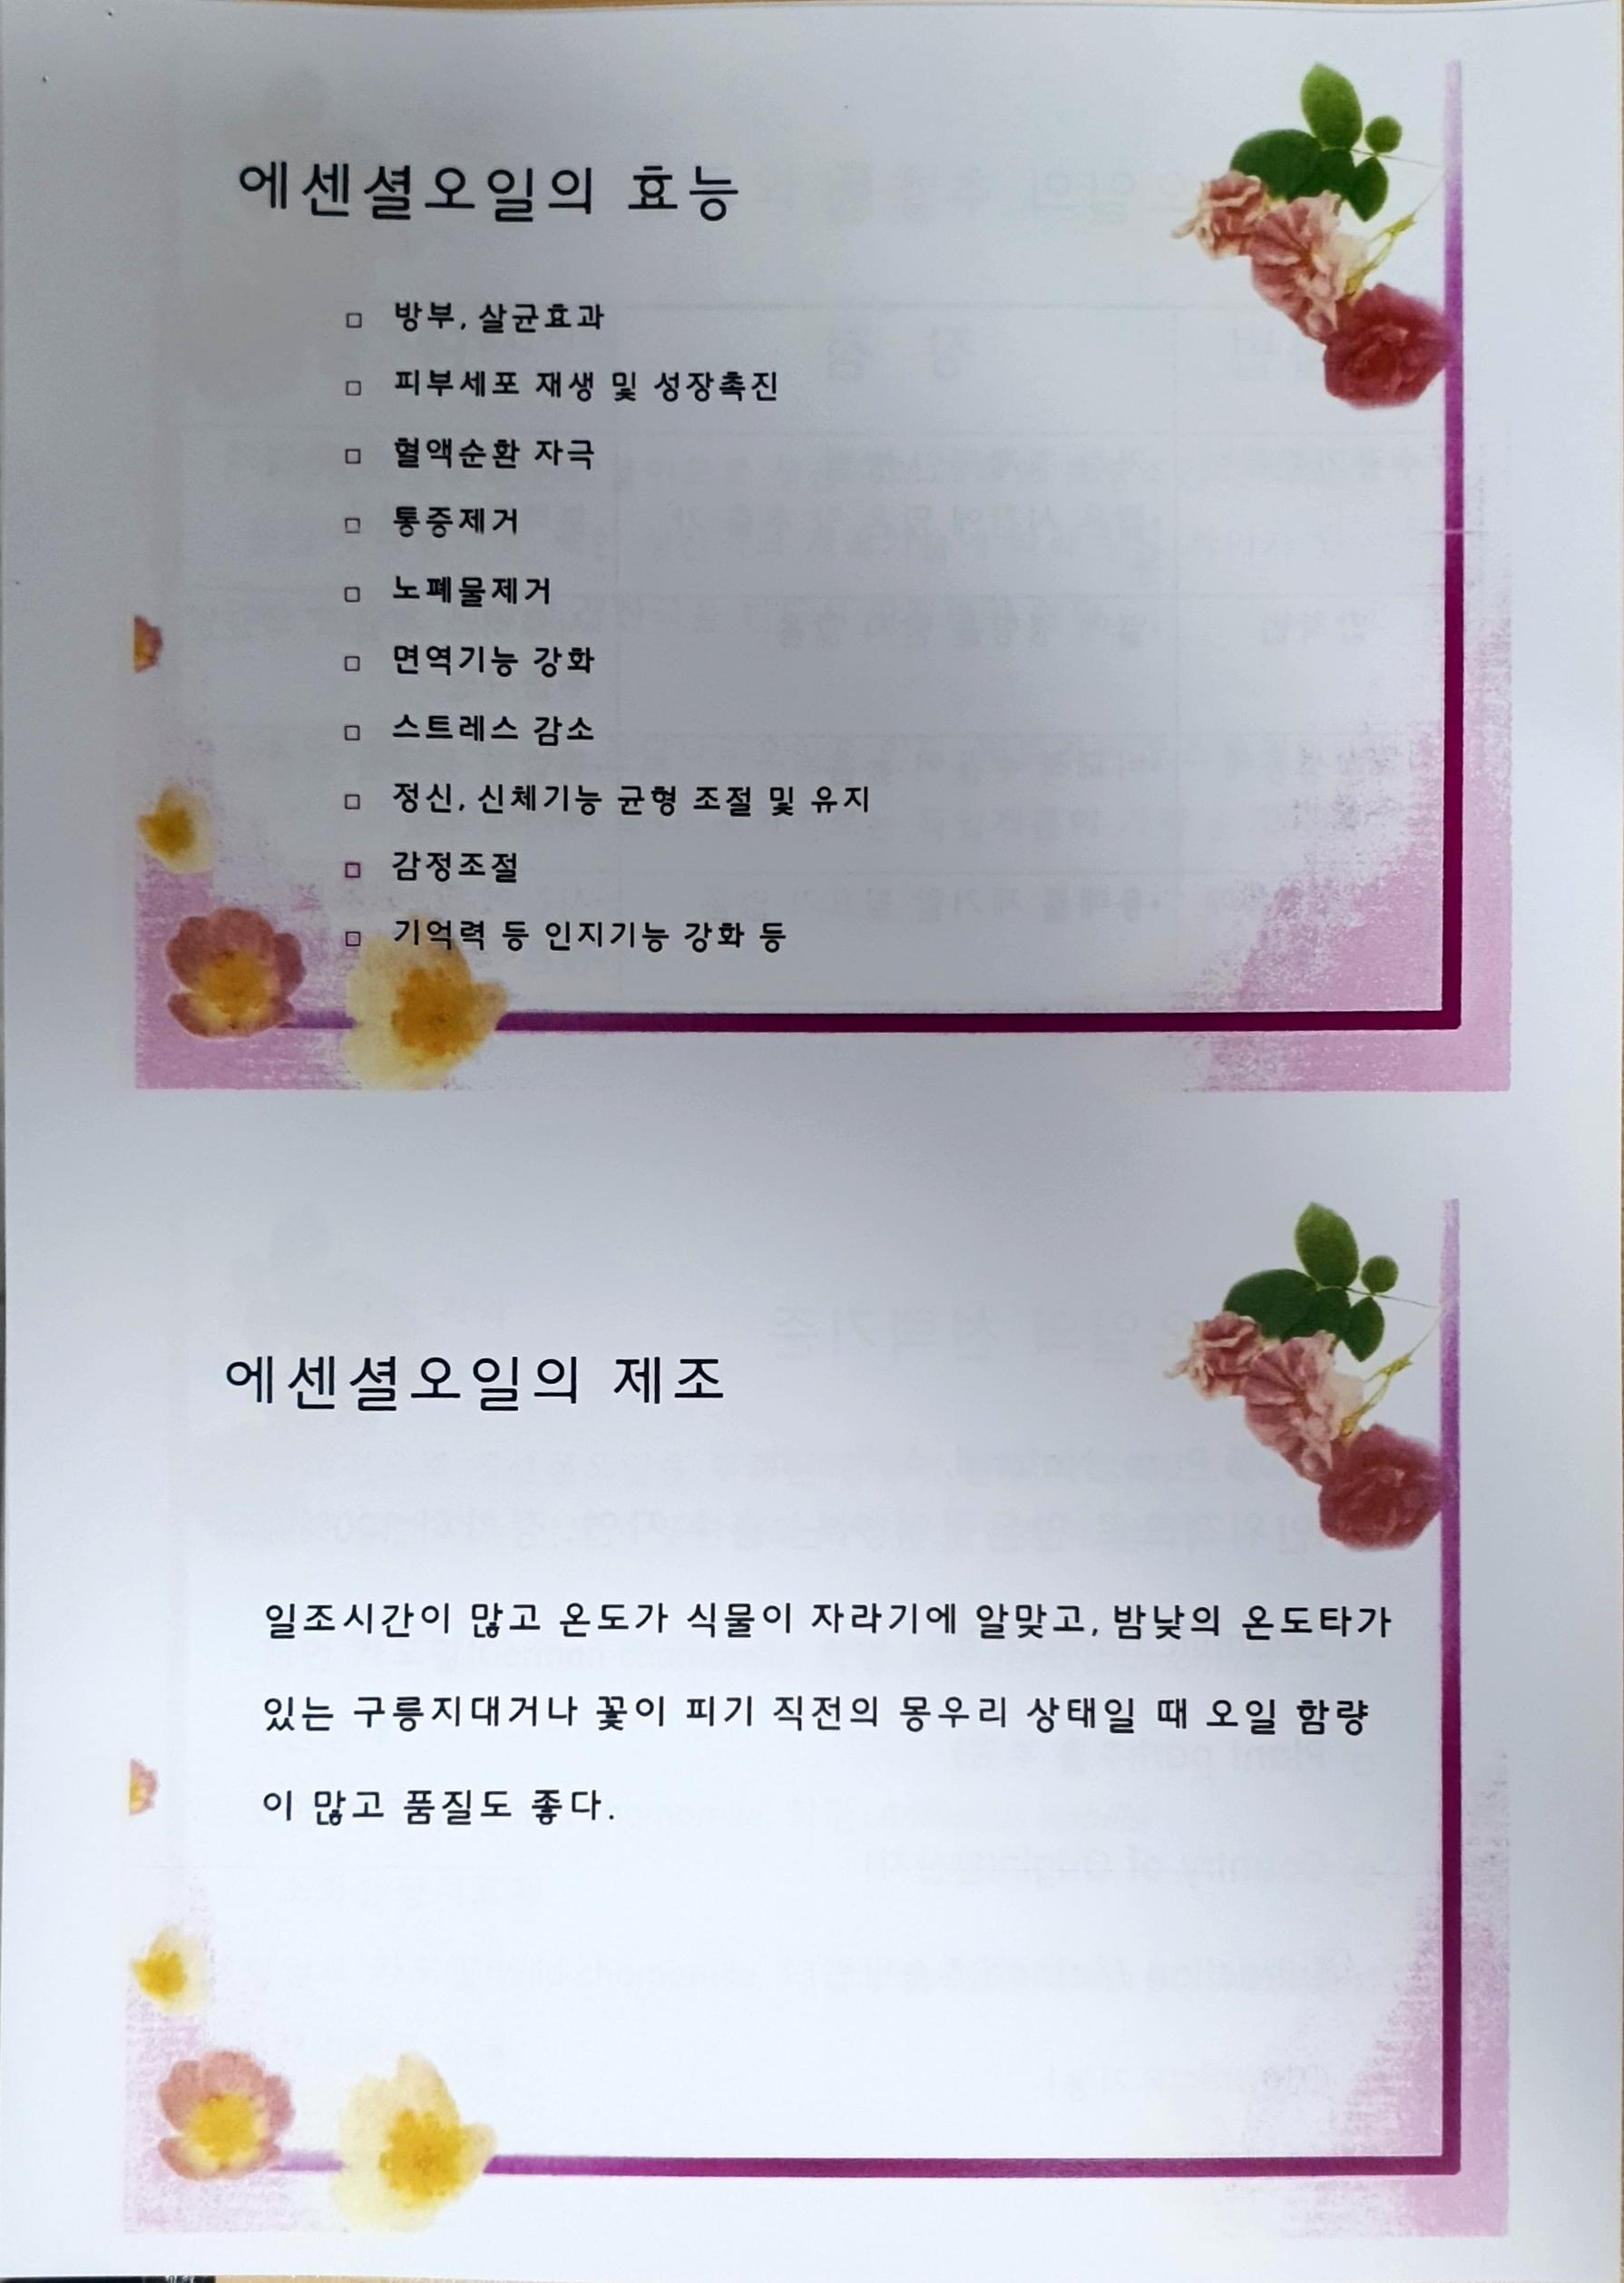 에센셜오일의 효능
□ 방부, 살균효과
□ 피부세포 재생 및 성장촉진
□ 혈액순환 자극
□ 통증제거
□ 노폐물제거
□ 면역기능 강화
□ 스트레스 감소
□ 정신, 신체기능 균형 조절 및 유지
□ 감정조절
□ 기억력 등 인지기능 강화 등
에센셜오일의 제조
일조시간이 많고 온도가 식물이 자라기에 알맞고, 밤낮의 온도타가
있는 구릉지대거나 꽃이 피기 직전의 몽우리 상태일 때 오일 함량
이 많고 품질도 좋다.